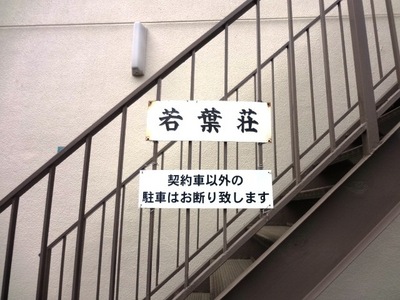 若葉荘
契約車以外の
駐車はお断り致します